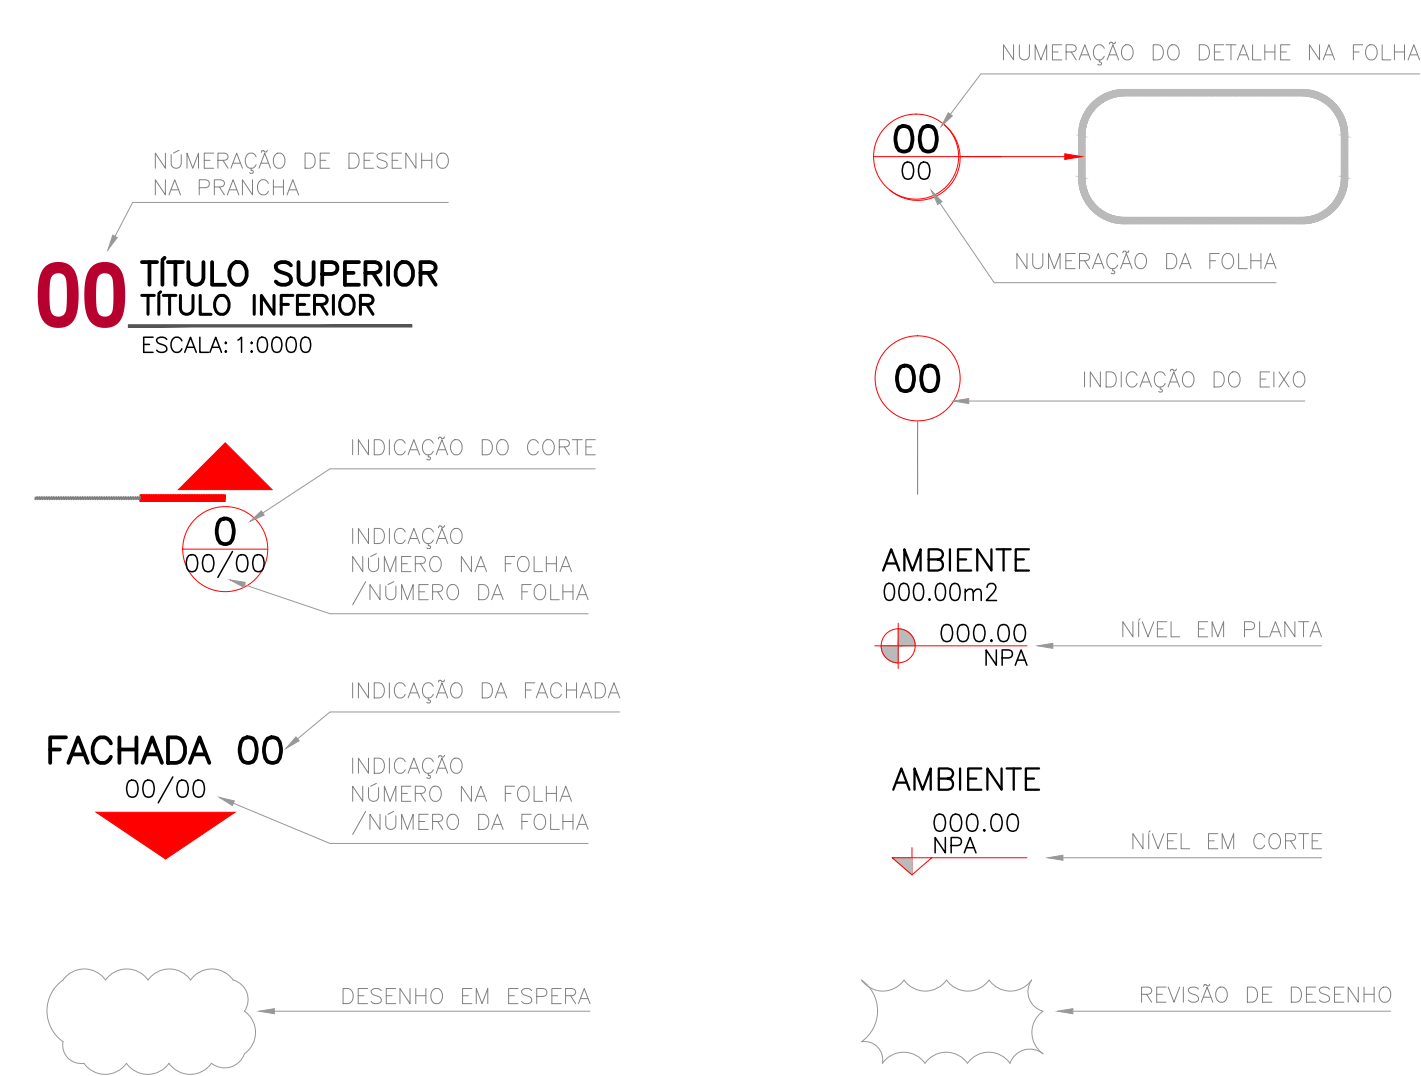 NÚMERAÇÃO DE DESENHO
NA PRANCHA
00
TÍTULO SUPERIOR
TÍTULO INFERIOR
ESCALA: 1:0000
INDICAÇÃO DO CORTE
0
00/00
INDICAÇÃO
NÚMERO NA FOLHA
/NÚMERO DA FOLHA
INDICAÇÃO DA FACHADA
FACHADA 00
00/00
INDICAÇÃO
NÚMERO NA FOLHA
/NÚMERO DA FOLHA
DESENHO EM ESPERA
NUMERAÇÃO DO DETALHE NA FOLHA
00
00
NUMERAÇÃO DA FOLHA
00
INDICAÇÃO DO EIXO
AMBIENTE
000.00m2
000.00
NPA
NÍVEL EM PLANTA
AMBIENTE
000.00
NPA
NÍVEL EM CORTE
REVISÃO DE DESENHO